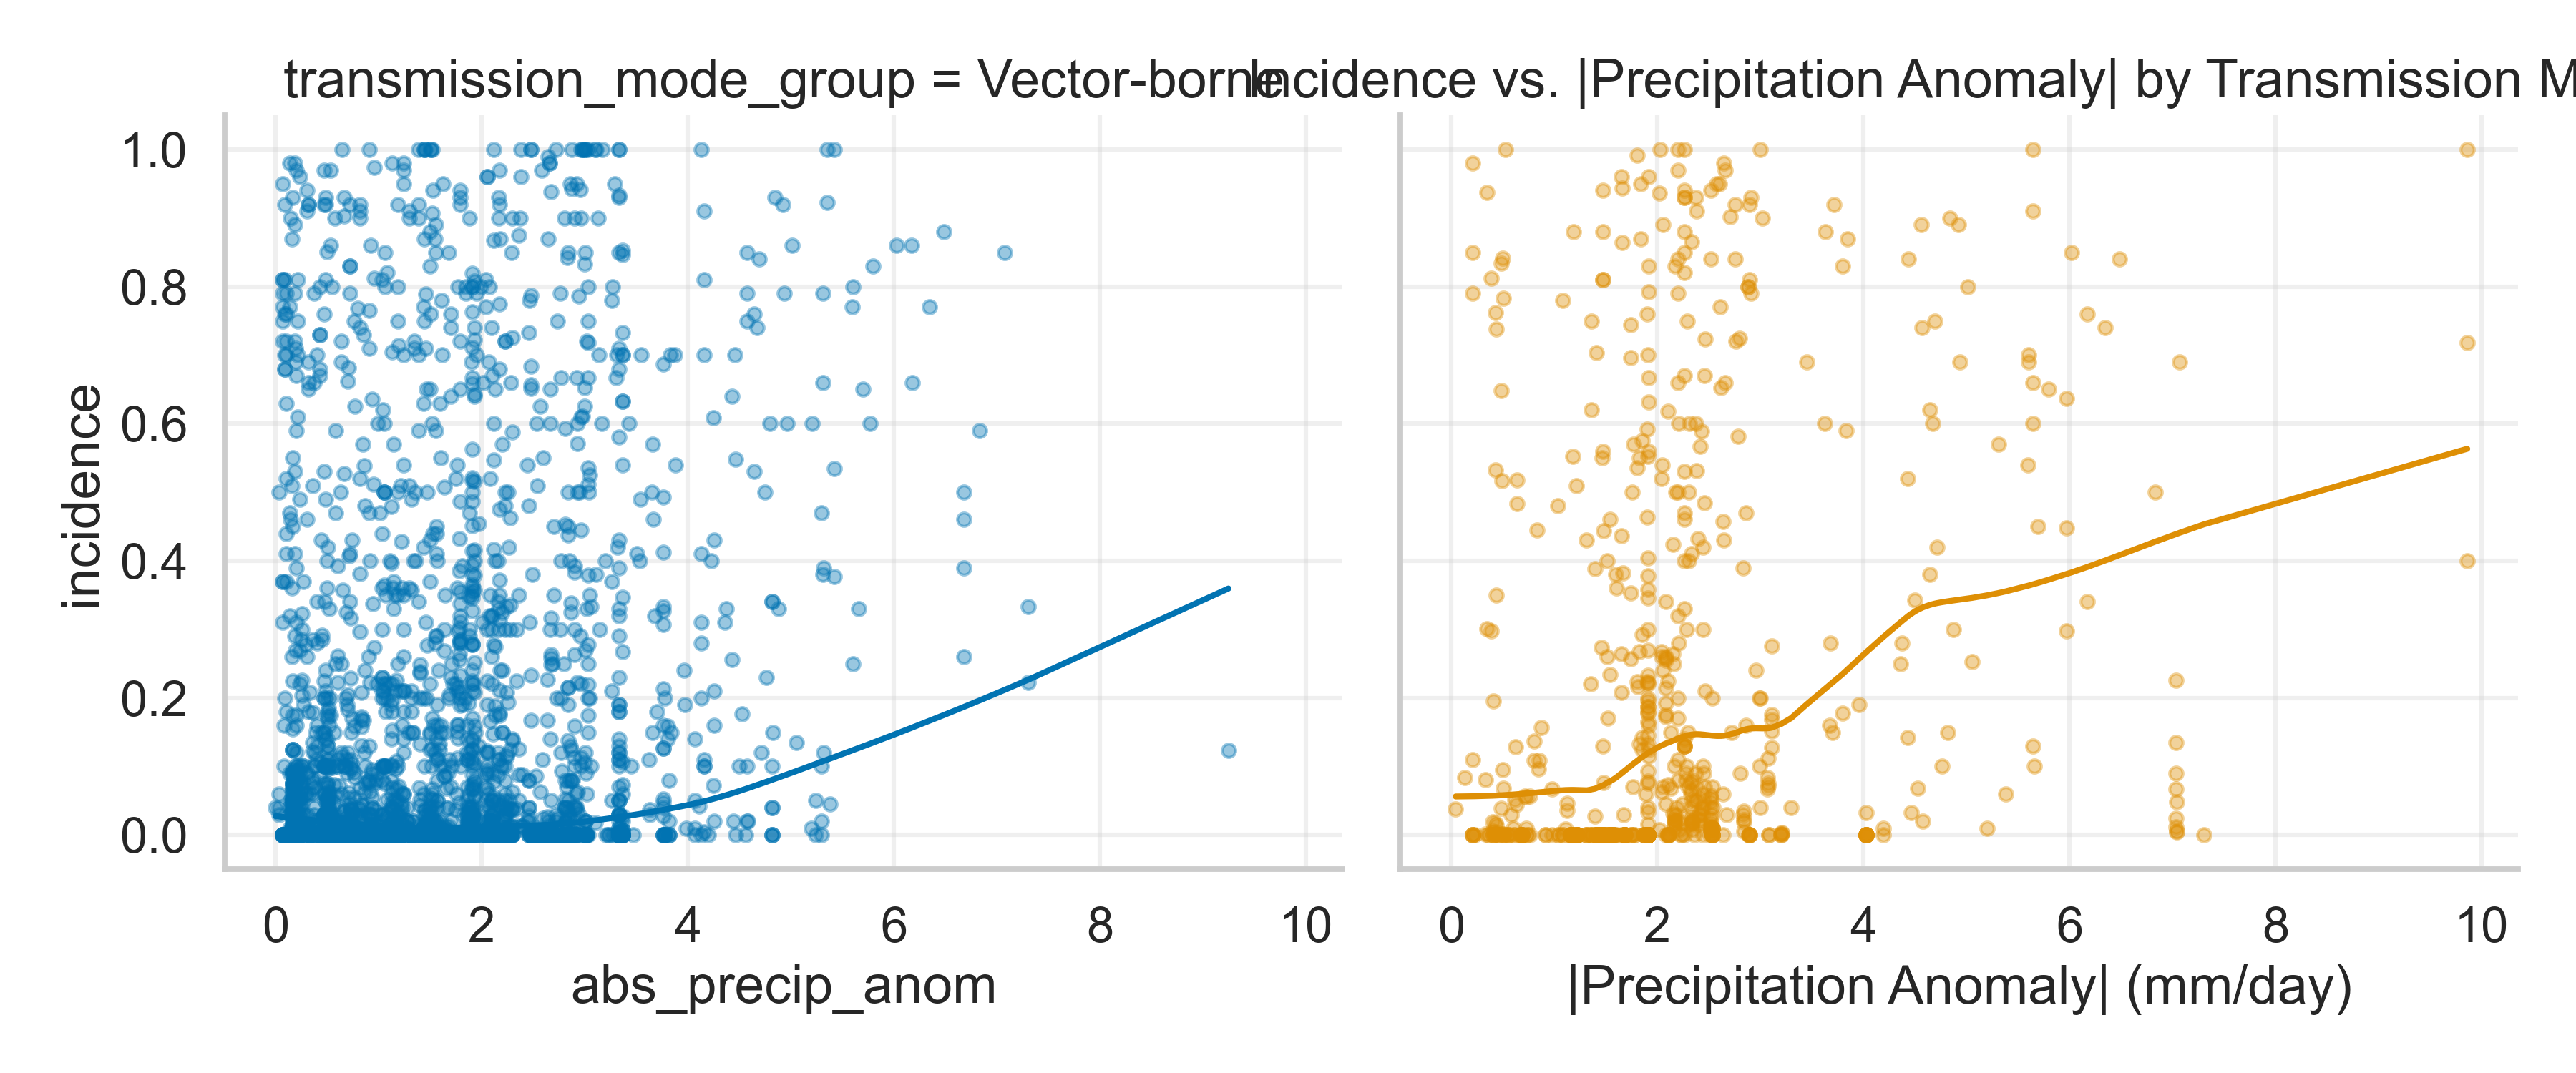 transmission_mode_group = Vector-borne
Incidence vs. |Precipitation Anomaly| by Transmission M
1.0
0.8
0.6
0.4
0.2
0.0
incidence
0 2 4 6 8 10
0 2 4 6 8 10
abs_precip_anom
|Precipitation Anomaly| (mm/day)